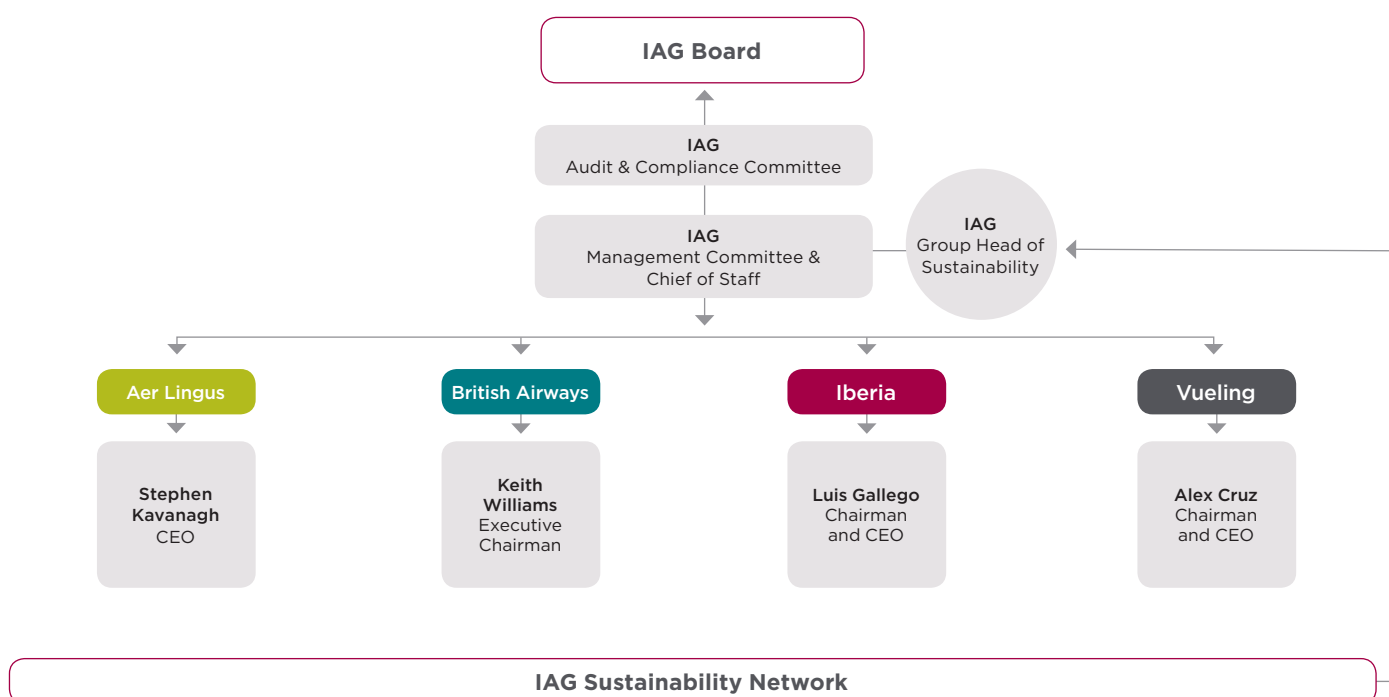 IAG Board
IAG
Audit & Compliance Committee
IAG
Management Committee &
Chief of Staff
IAG
Group Head of
Sustainability
Aer Lingus
British Airways
Iberia
Vueling
Stephen
Kavanagh
CEO
Keith
Williams
Executive
Chairman
Luis Gallego
Chairman
and CEO
Alex Cruz
Chairman
and CEO
IAG Sustainability Network